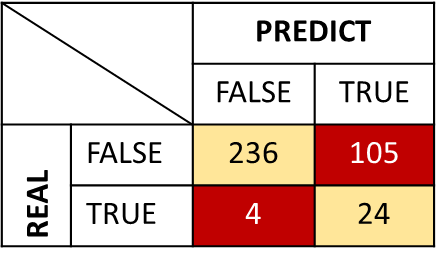 PREDICT
FALSE TRUE
REAL
FALSE 236 105
TRUE 4 24